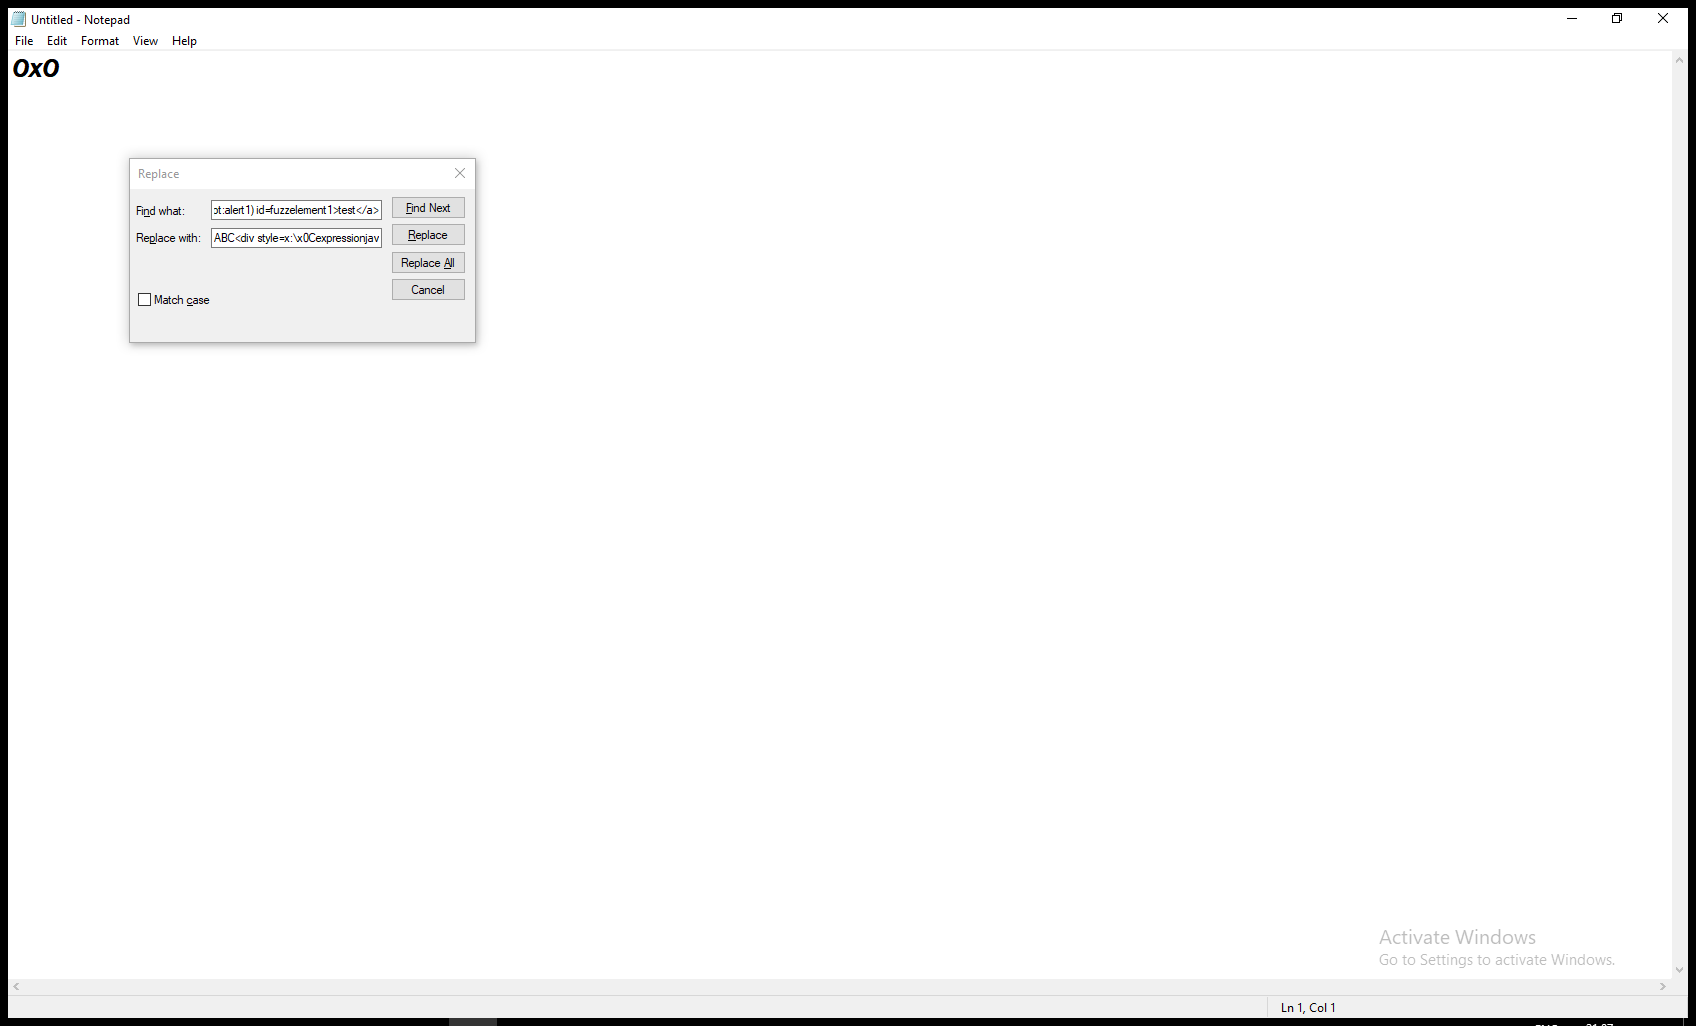 Untitled - Notepad
File Edit Format View Help
0x0
Replace
Find what: ot:alert1) id=fuzzelement1>test</a> Find Next
Replace with: ABC<div style=x:\x0Cexpressionjav Replace
Replace All
Cancel
Match case
Activate Windows
Go to Settings to activate Windows.
Ln 1, Col 1